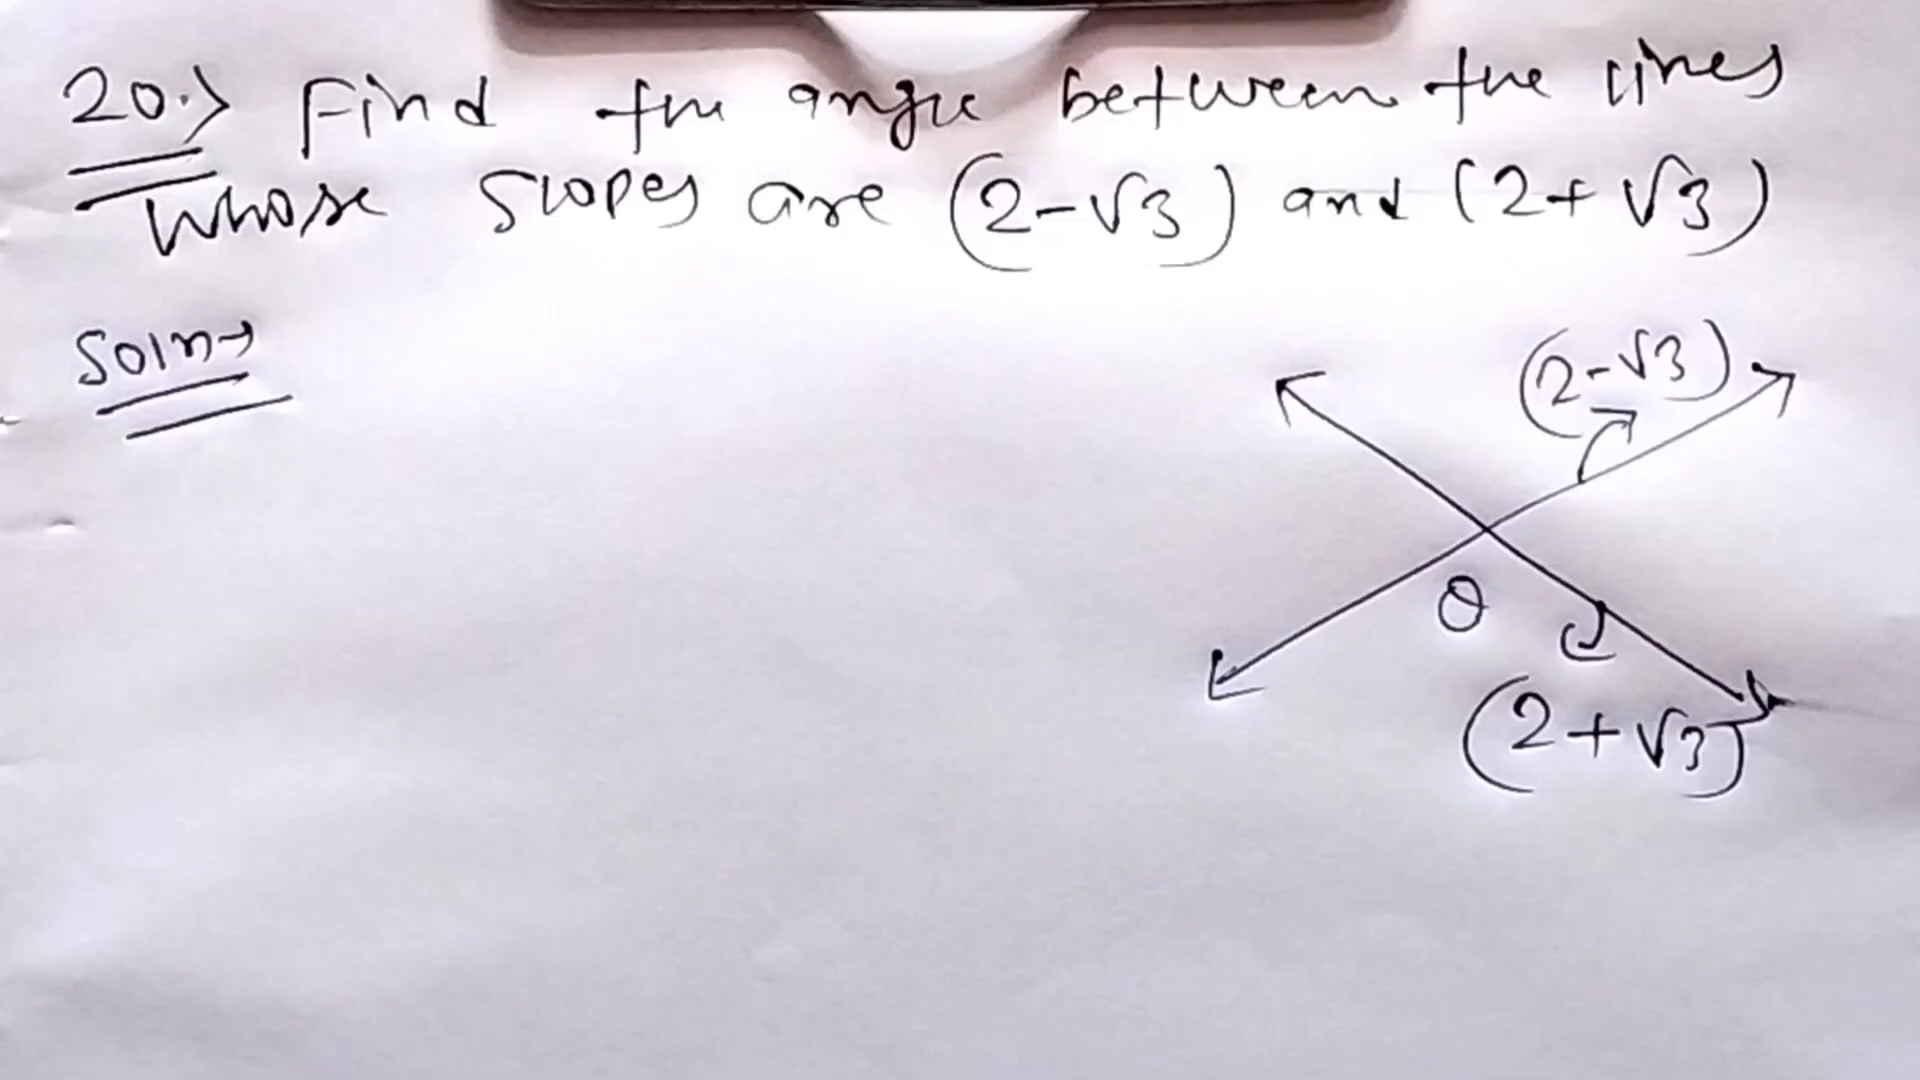 20.> Find the angle between the lines
whose slopes are (2-√3) and (2+√3)
Soln→
(2-√3)
θ
(2+√3)